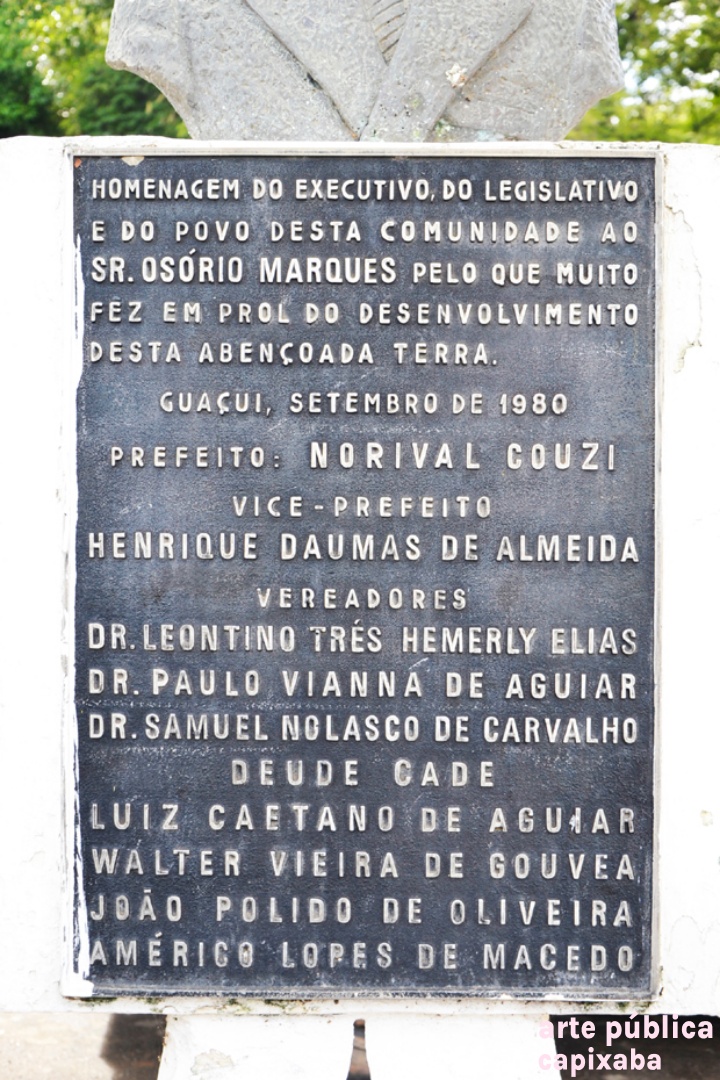 HOMENAGEM DO EXECUTIVO, DO LEGISLATIVO
E DO POVO DESTA COMUNIDADE AO
SR. OSÓRIO MARQUES PELO QUE MUITO
FÊZ EM PROL DO DESENVOLVIMENTO
DESTA ABENÇOADA TERRA.
GUAÇUI, SETEMBRO DE 1980
PREFEITO: NORIVAL COUZI
VICE-PREFEITO
HENRIQUE DAUMAS DE ALMEIDA
VEREADORES
DR. LEONTINO TRÉS HEMERLY ELIAS
DR. PAULO VIANNA DE AGUIAR
DR. SAMUEL NOLASCO DE CARVALHO
DEUDE CADE
LUIZ CAETANO DE AGUIAR
WALTER VIEIRA DE GOUVEA
JOÃO POLIDO DE OLIVEIRA
AMÉRICO LOPES DE MACEDO
arte pública
capixaba